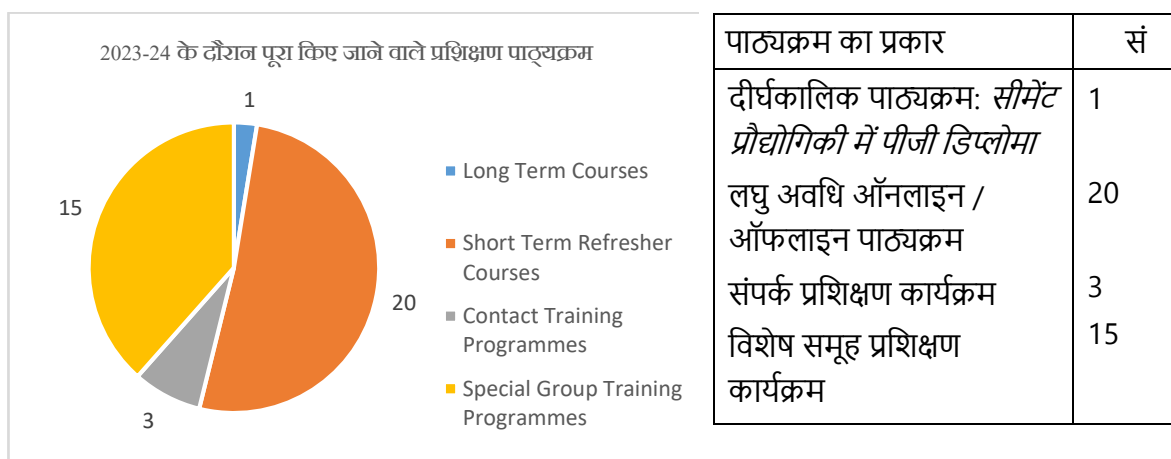 2023-24 के दौरान पूरा किए जाने वाले प्रशिक्षण पाठ्यक्रम
1
15
20
3
Long Term Courses
Short Term Refresher
Courses
Contact Training
Programmes
Special Group Training
Programmes
पाठ्यक्रम का प्रकार सं
दीर्घकालिक पाठ्यक्रम: सीमेंट 1
प्रौद्योगिकी में पीजी डिप्लोमा
लघु अवधि ऑनलाइन / 20
ऑफलाइन पाठ्यक्रम
संपर्क प्रशिक्षण कार्यक्रम 3
विशेष समूह प्रशिक्षण 15
कार्यक्रम